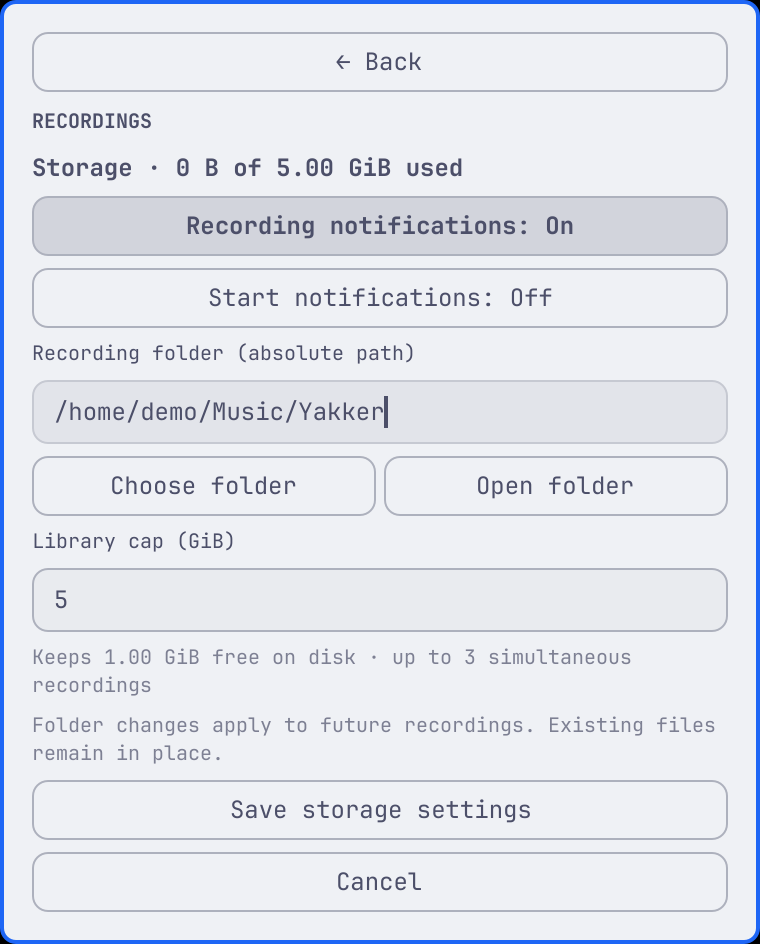 ← Back
RECORDINGS
Storage · 0 B of 5.00 GiB used
Recording notifications: On
Start notifications: Off
Recording folder (absolute path)
/home/demo/Music/Yakker
Choose folder
Open folder
Library cap (GiB)
5
Keeps 1.00 GiB free on disk · up to 3 simultaneous
recordings
Folder changes apply to future recordings. Existing files
remain in place.
Save storage settings
Cancel